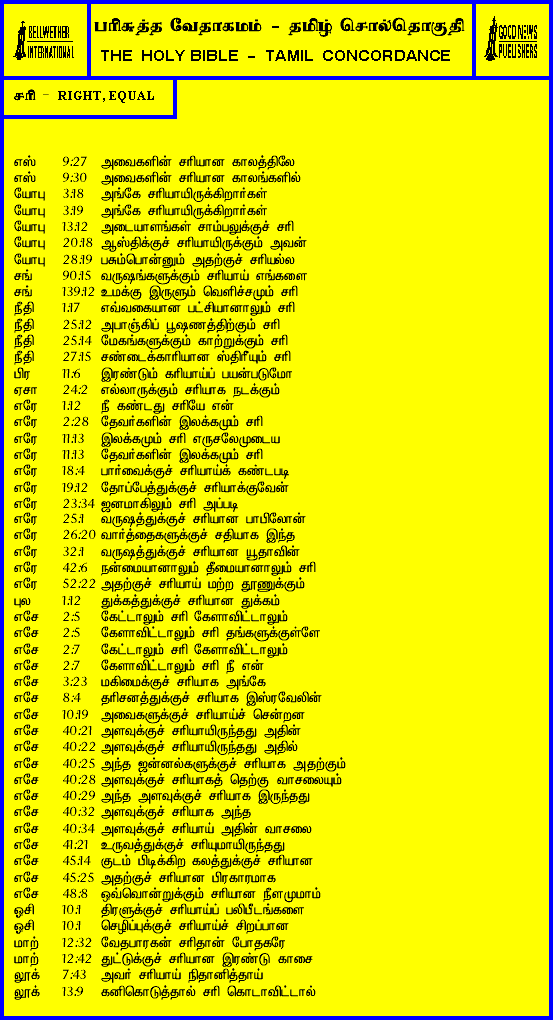 BELLWETHER
INTERNATIONAL
பரிசுத்த வேதாகமம் - தமிழ் சொல்தொகுதி
THE HOLY BIBLE - TAMIL CONCORDANCE
GOOD NEWS
PUBLISHERS
சரி - RIGHT, EQUAL
எஸ் 9:27 அவைகளின் சரியான காலத்திலே
எஸ் 9:30 அவைகளின் சரியான காலங்களில்
யோபு 3:18 அங்கே சரியாயிருக்கிறார்கள்
யோபு 3:19 அங்கே சரியாயிருக்கிறார்கள்
யோபு 13:12 அடையாளங்கள் சாம்பலுக்குச் சரி
யோபு 20:18 ஆஸ்திக்குச் சரியாயிருக்கும் அவன்
யோபு 28:19 பசும்பொன்னும் அதற்குச் சரியல்ல
சங் 90:15 வருஷங்களுக்கும் சரியாய் எங்களை
சங் 139:12 உமக்கு இருளும் வெளிச்சமும் சரி
நீதி 1:17 எவ்வகையான பட்சியானாலும் சரி
நீதி 25:12 அபரஞ்சிப் பூஷணத்திற்கும் சரி
நீதி 25:14 மேகங்களுக்கும் காற்றுக்கும் சரி
நீதி 27:15 சண்டைக்காரியான ஸ்திரீயும் சரி
பிர 11:6 இரண்டும் சரியாய்ப் பயன்படுமோ
ஏசா 24:2 எல்லாருக்கும் சரியாக நடக்கும்
எரே 1:12 நீ கண்டது சரியே என்
எரே 2:28 தேவர்களின் இலக்கமும் சரி
எரே 11:13 இலக்கமும் சரி எருசலேமுடைய
எரே 11:13 தேவர்களின் இலக்கமும் சரி
எரே 18:4 பார்வைக்குச் சரியாய்க் கண்டபடி
எரே 19:12 தோப்பேத்துக்குச் சரியாக்குவேன்
எரே 23:34 ஜனமாகிலும் சரி அப்படி
எரே 25:1 வருஷத்துக்குச் சரியான பாபிலோன்
எரே 26:20 வார்த்தைகளுக்குச் சரியாக இந்த
எரே 32:1 வருஷத்துக்குச் சரியான யூதாவின்
எரே 42:6 நன்மையானாலும் தீமையானாலும் சரி
எரே 52:22 அதற்குச் சரியாய் மற்ற தூணுக்கும்
புல 1:12 துக்கத்துக்குச் சரியான துக்கம்
எசே 2:5 கேட்டாலும் சரி கேளாவிட்டாலும்
எசே 2:5 கேளாவிட்டாலும் சரி தங்களுக்குள்ளே
எசே 2:7 கேட்டாலும் சரி கேளாவிட்டாலும்
எசே 2:7 கேளாவிட்டாலும் சரி நீ என்
எசே 3:23 மகிமைக்குச் சரியாக அங்கே
எசே 8:4 தரிசனத்துக்குச் சரியாக இஸ்ரவேலின்
எசே 10:19 அவைகளுக்குச் சரியாய்ச் சென்றன
எசே 40:21 அளவுக்குச் சரியாயிருந்தது அதின்
எசே 40:22 அளவுக்குச் சரியாயிருந்தது அதில்
எசே 40:25 அந்த ஜன்னல்களுக்குச் சரியாக அதற்கும்
எசே 40:28 அளவுக்குச் சரியாகத் தெற்கு வாசலையும்
எசே 40:29 அந்த அளவுக்குச் சரியாக இருந்தது
எசே 40:32 அளவுக்குச் சரியாக அந்த
எசே 40:34 அளவுக்குச் சரியாய் அதின் வாசலை
எசே 41:21 உருவத்துக்குச் சரியுமாயிருந்தது
எசே 45:14 குடம் பிடிக்கிற கலத்துக்குச் சரியான
எசே 45:25 அதற்குச் சரியான பிரகாரமாக
எசே 48:8 ஒவ்வொன்றுக்கும் சரியான நீளமுமாம்
ஓசி 10:1 திரளுக்குச் சரியாய்ப் பலிபீடங்களை
ஓசி 10:1 செழிப்புக்குச் சரியாய்ச் சிறப்பான
மாற் 12:32 வேதபாரகன் சரிதான் போதகரே
மாற் 12:42 துட்டுக்குச் சரியான இரண்டு காசை
லூக் 7:43 அவர் சரியாய் நிதானித்தாய்
லூக் 13:9 கனிகொடுத்தால் சரி கொடாவிட்டால்